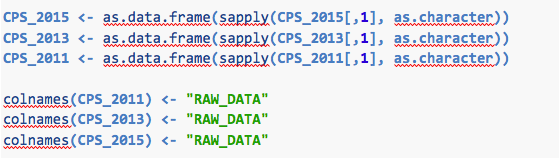 CPS_2015 <- as.data.frame(sapply(CPS_2015[,1], as.character))
CPS_2013 <- as.data.frame(sapply(CPS_2013[,1], as.character))
CPS_2011 <- as.data.frame(sapply(CPS_2011[,1], as.character))
colnames(CPS_2011) <- "RAW_DATA"
colnames(CPS_2013) <- "RAW_DATA"
colnames(CPS_2015) <- "RAW_DATA"